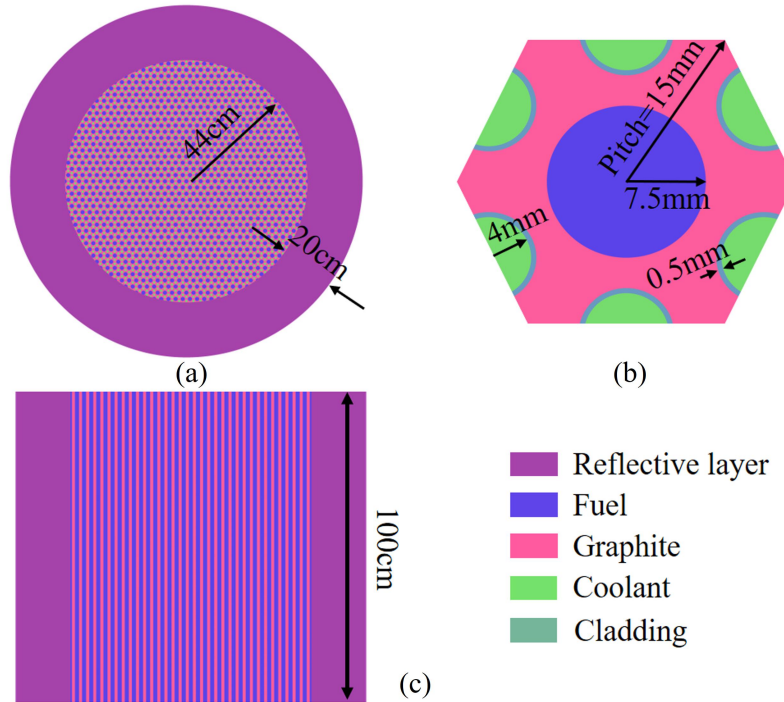 44cm
20cm
(a)
Pitch=15mm
7.5mm
4mm
0.5mm
(b)
100cm
(c)
Reflective layer
Fuel
Graphite
Coolant
Cladding